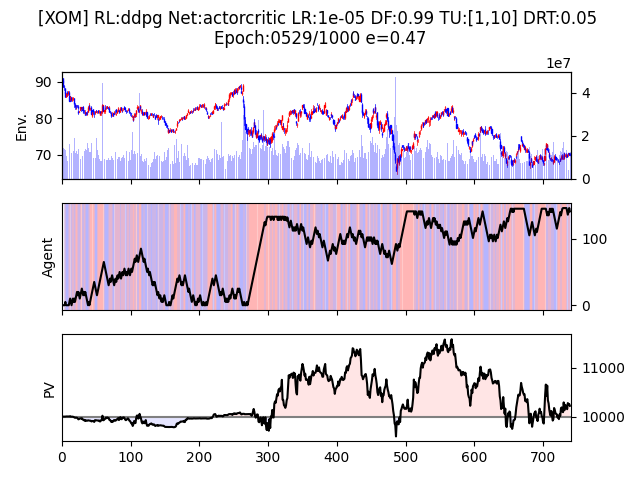 [XOM] RL:ddpg Net:actorcritic LR:1e-05 DF:0.99 TU:[1,10] DRT:0.05
Epoch:0529/1000 e=0.47
1e7
90
80
70
Env.
4
2
0
Agent
100
0
PV
11000
10000
0 100 200 300 400 500 600 700